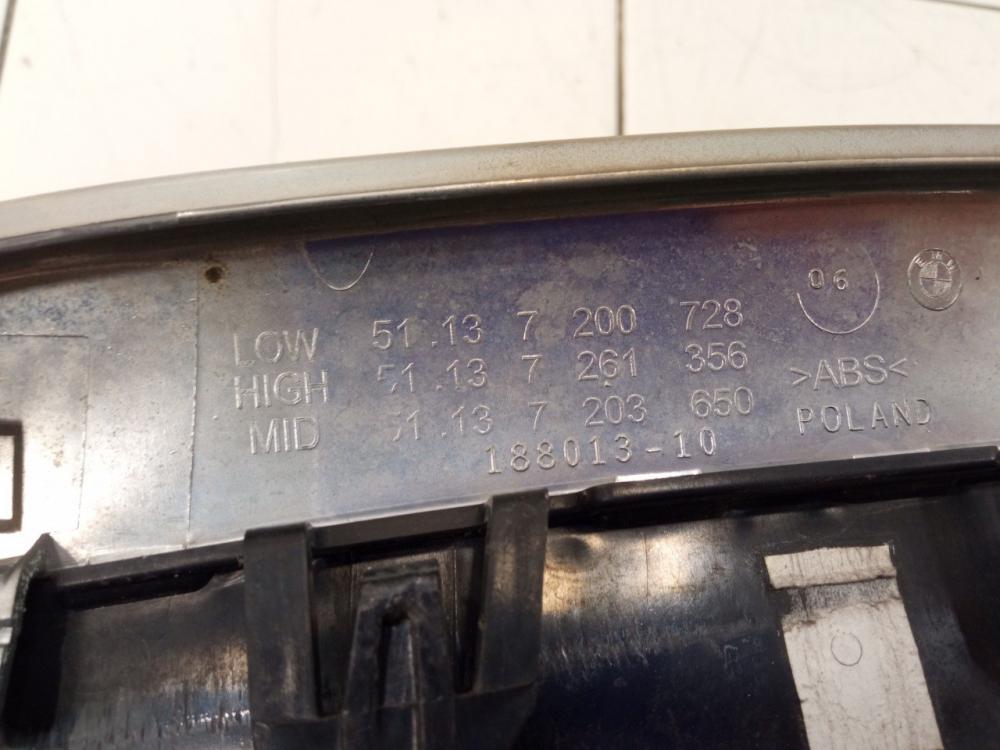 LOW 51.13 7 200 728
HIGH 51.13 7 261 356
MID 51.13 7 203 650
188013-10
06
BMW
>ABS<
POLAND